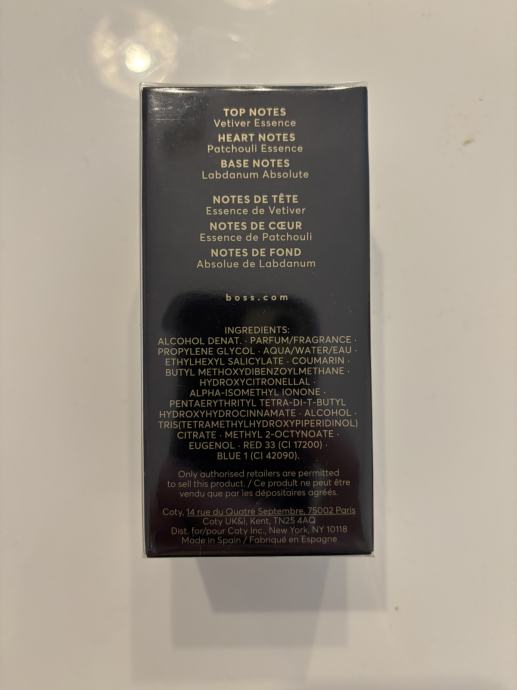 TOP NOTES
Vetiver Essence
HEART NOTES
Patchouli Essence
BASE NOTES
Labdanum Absolute
NOTES DE TÊTE
Essence de Vetiver
NOTES DE CŒUR
Essence de Patchouli
NOTES DE FOND
Absolue de Labdanum
boss.com
INGREDIENTS:
ALCOHOL DENAT. · PARFUM/FRAGRANCE ·
PROPYLENE GLYCOL · AQUA/WATER/EAU ·
ETHYLHEXYL SALICYLATE · COUMARIN ·
BUTYL METHOXYDIBENZOYLMETHANE ·
HYDROXYCITRONELLAL ·
ALPHA-ISOMETHYL IONONE ·
PENTAERYTHRITYL TETRA-DI-T-BUTYL
HYDROXYHYDROCINNAMATE · ALCOHOL ·
TRIS(TETRAMETHYLHYDROXYPIPERIDINOL)
CITRATE · METHYL 2-OCTYNOATE ·
EUGENOL · RED 33 (CI 17200) ·
BLUE 1 (CI 42090).
Only authorised retailers are permitted
to sell this product. / Ce produit ne peut être
vendu que par les dépositaires agréés.
Coty, 14 rue du Quatre Septembre, 75002 Paris
Coty UK&I, Kent, TN25 4AQ
Dist. for/pour Coty Inc., New York, NY 10118
Made in Spain / Fabriqué en Espagne